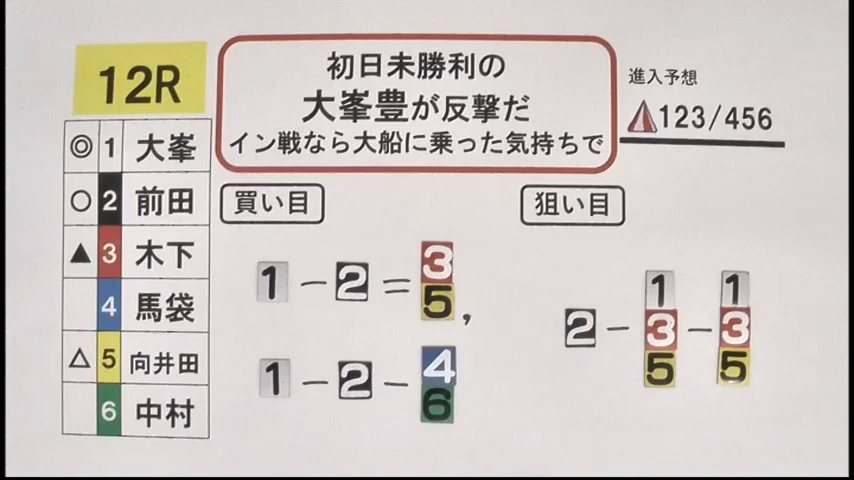 12R
初日未勝利の
大峯豊が反撃だ
イン戦なら大船に乗った気持ちで
進入予想
123/456
◎ 1 大峯
○ 2 前田
▲ 3 木下
4 馬袋
△ 5 向井田
6 中村
買い目
1-2=3
5,
1-2-4
6
狙い目
1 1
2-3-3
5 5